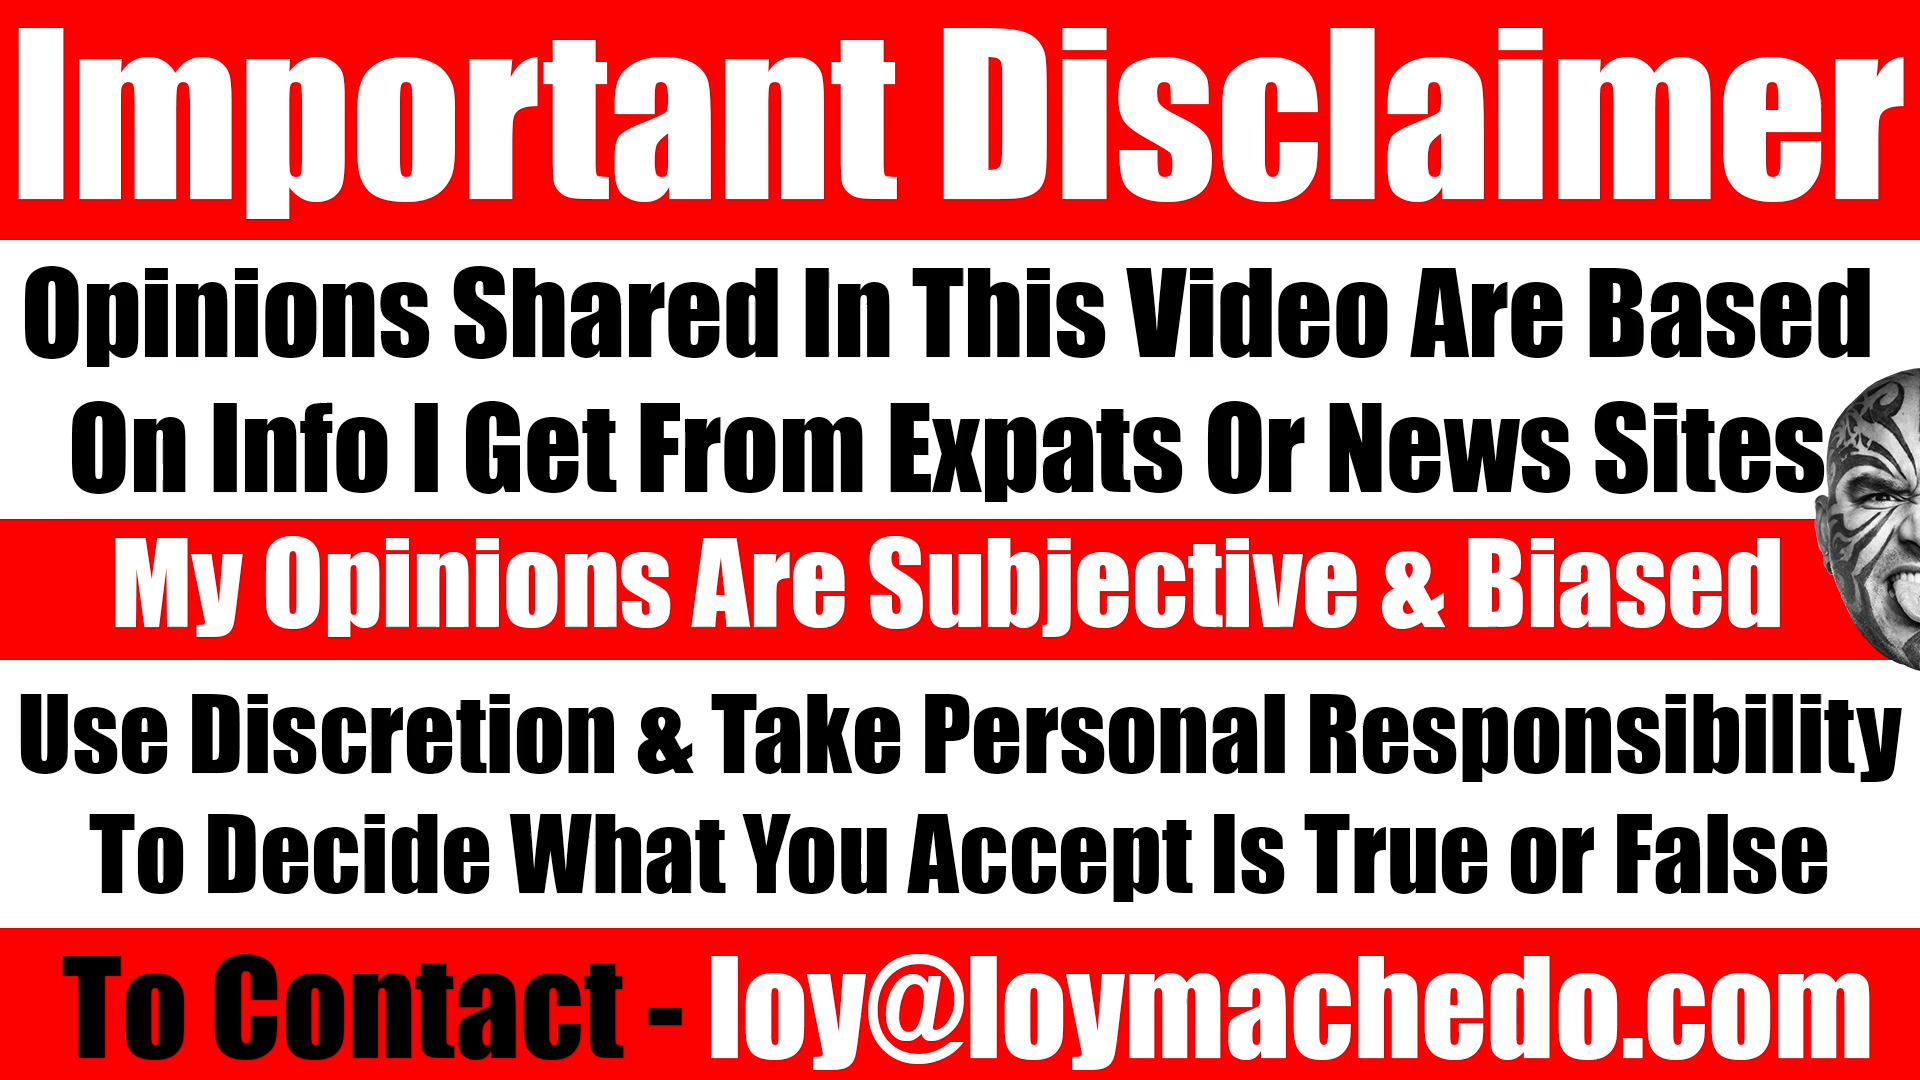 Important Disclaimer
Opinions Shared In This Video Are Based
On Info I Get From Expats Or News Sites
My Opinions Are Subjective & Biased
Use Discretion & Take Personal Responsibility
To Decide What You Accept Is True or False
To Contact - loy@loymachedo.com